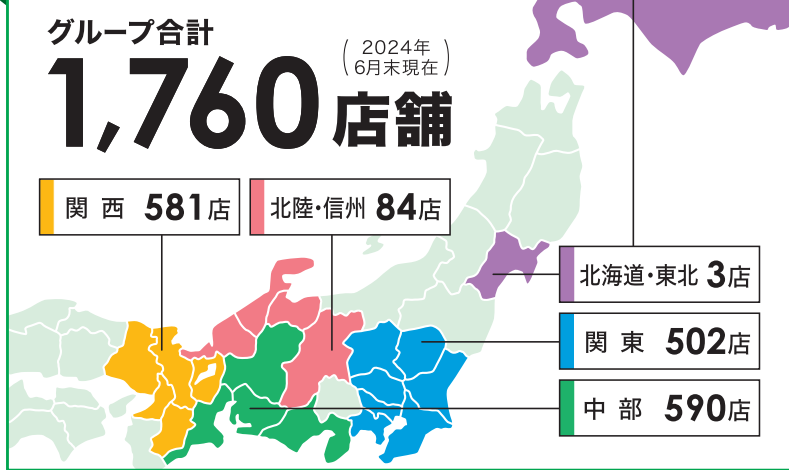 グループ合計
1,760店舗
(2024年
6月末現在)
関西 581店
北陸・信州 84店
北海道・東北 3店
関東 502店
中部 590店